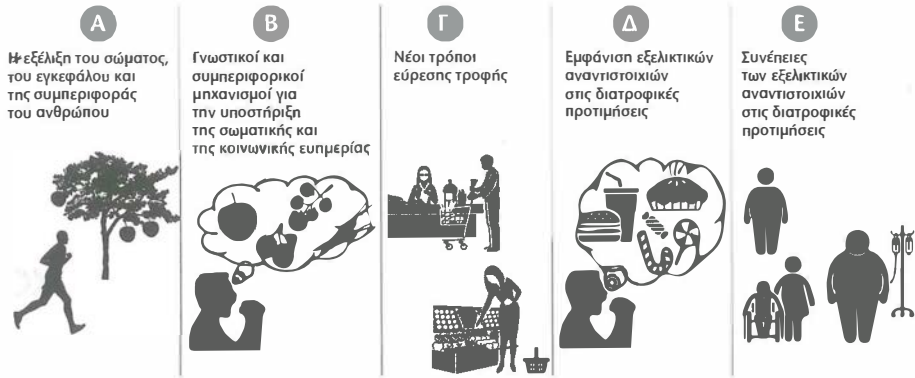 Α
Η εξέλιξη του σώματος,
του εγκεφάλου και
της συμπεριφοράς
του ανθρώπου
Β
Γνωστικοί και
συμπεριφορικοί
μηχανισμοί για
την υποστήριξη
της σωματικής και
της κοινωνικής ευημερίας
Γ
Νέοι τρόποι
εύρεσης τροφής
Δ
Εμφάνιση εξελικτικών
αναντιστοιχιών
στις διατροφικές
προτιμήσεις
Ε
Συνέπειες
των εξελικτικών
αναντιστοιχιών
στις διατροφικές
προτιμήσεις